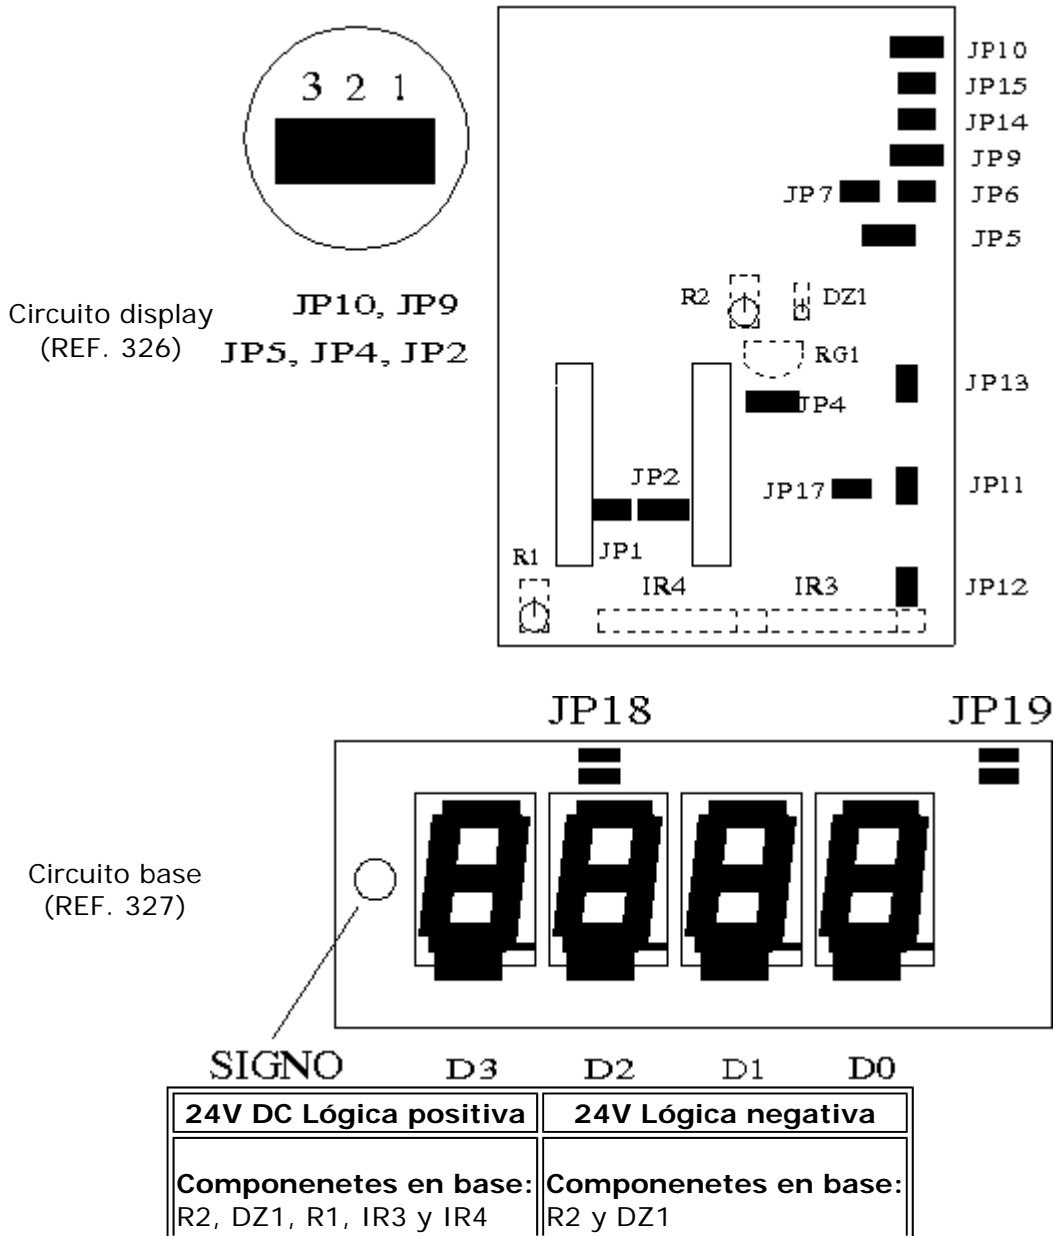 3 2 1
JP10, JP9
JP5, JP4, JP2
Circuito display
(REF. 326)
JP10
JP15
JP14
JP9
JP7
JP6
JP5
R2
DZ1
RG1
JP13
JP4
JP2
JP17
JP11
JP1
R1
IR4
IR3
JP12
JP18
JP19
Circuito base
(REF. 327)
SIGNO
D3
D2
D1
D0
24V DC Lógica positiva
24V Lógica negativa
Componenetes en base:
R2, DZ1, R1, IR3 y IR4
Componenetes en base:
R2 y DZ1